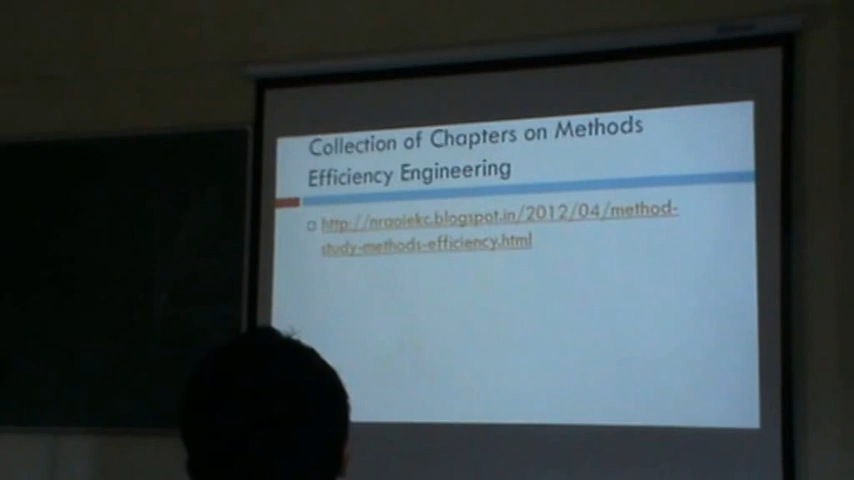 Collection of Chapters on Methods
Efficiency Engineering
http://nraoiekc.blogspot.in/2012/04/method-
study-methods-efficiency.html